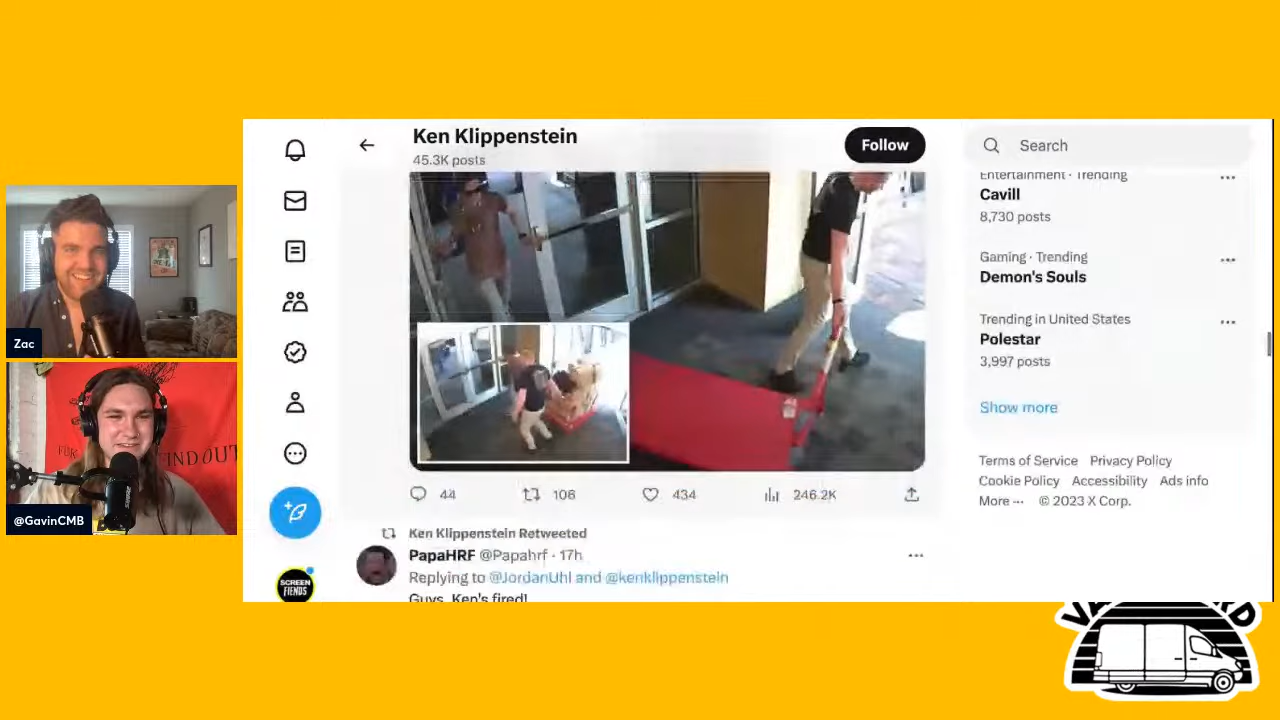 Ken Klippenstein
45.3K posts
Follow
Search
Entertainment · Trending
Cavill
8,730 posts
Gaming · Trending
Demon's Souls
Trending in United States
Polestar
3,997 posts
Show more
Terms of Service Privacy Policy
Cookie Policy Accessibility Ads info
More ··· © 2023 X Corp.
44 106 434 246.2K
Ken Klippenstein Retweeted
PapaHRF @Papahrf · 17h
Replying to @JordanUhl and @kenklippenstein
Guys, Ken's fired!
SCREEN
FIENDS
Zac
FIND OUT
@GavinCMB